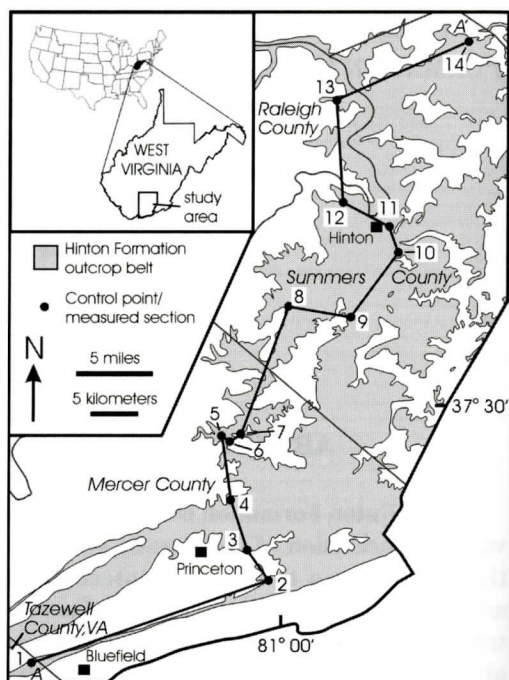 WEST
VIRGINIA
study
area
Hinton Formation
outcrop belt
Control point/
measured section
N
5 miles
5 kilometers
A'
14
13
Raleigh
County
12
11
Hinton
10
Summers County
8
9
37° 30'
5
7
6
Mercer County
4
3
Princeton
2
Tazewell
County, VA
81° 00'
1
A
Bluefield